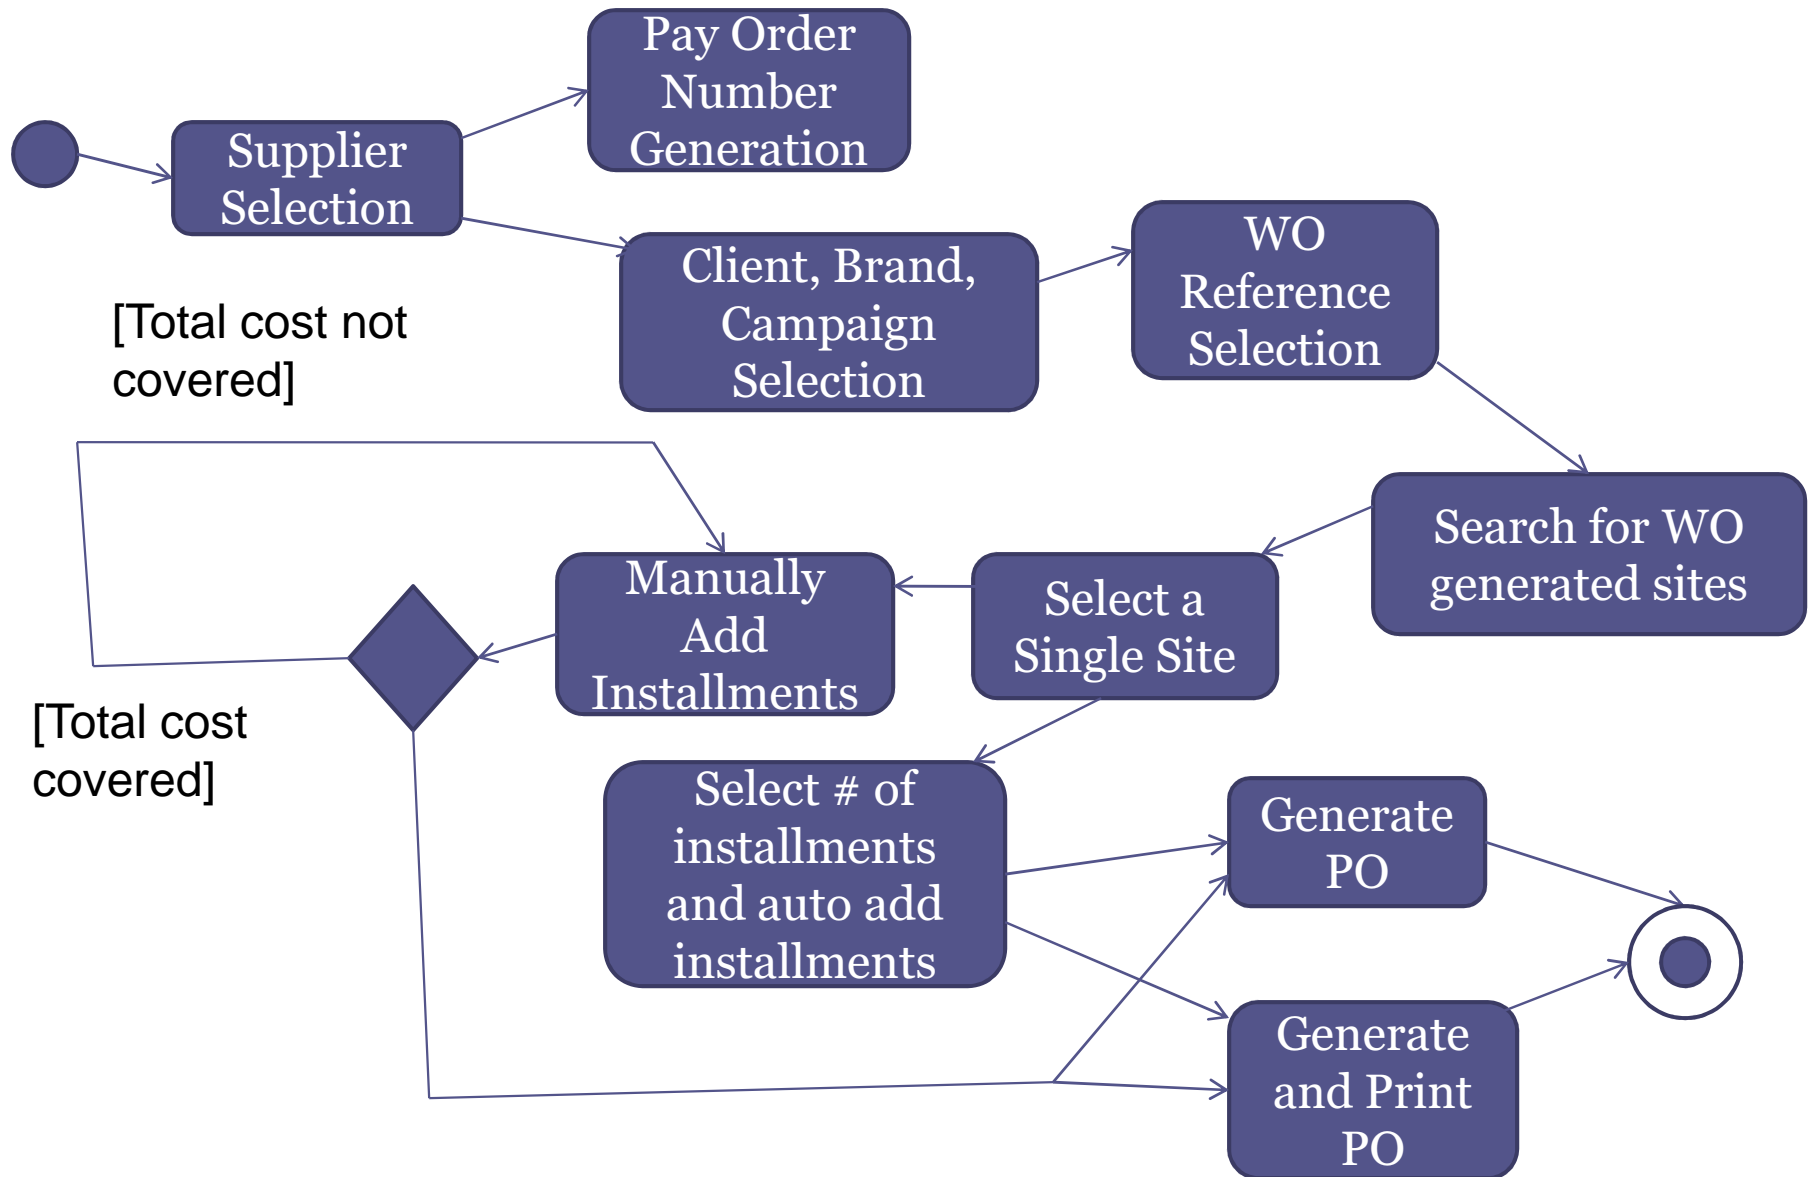 Pay Order
Number
Generation
Supplier
Selection
Client, Brand,
Campaign
Selection
WO
Reference
Selection
[Total cost not
covered]
Search for WO
generated sites
Select a
Single Site
Manually
Add
Installments
[Total cost
covered]
Select # of
installments
and auto add
installments
Generate
PO
Generate
and Print
PO